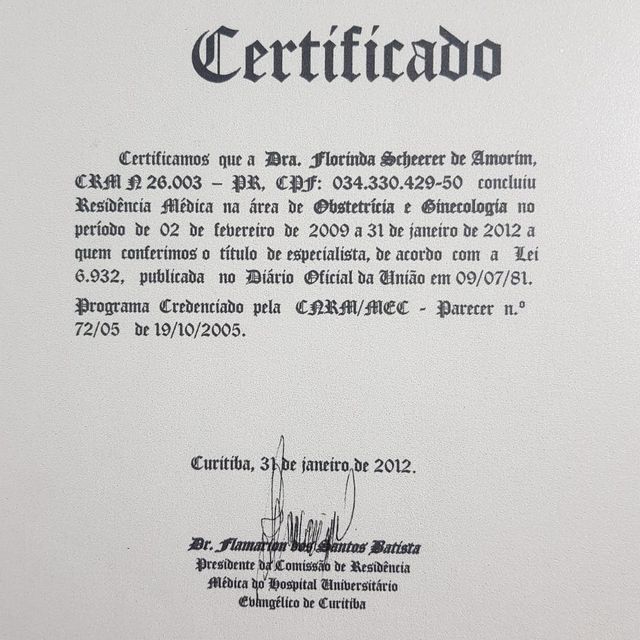 Certificado
Certificamos que a Dra. Florinda Scheerer de Amorim,
CRM N 26.003 – PR, CPF: 034.330.429-50 concluiu
Residência Médica na área de Obstetrícia e Ginecologia no
período de 02 de fevereiro de 2009 a 31 de janeiro de 2012 a
quem conferimos o título de especialista, de acordo com a Lei
6.932, publicada no Diário Oficial da União em 09/07/81.
Programa Credenciado pela CNRM/MEC - Parecer n.º
72/05 de 19/10/2005.
Curitiba, 31 de janeiro de 2012.
Dr. Flamarion dos Santos Batista
Presidente da Comissão de Residência
Médica do Hospital Universitário
Evangélico de Curitiba